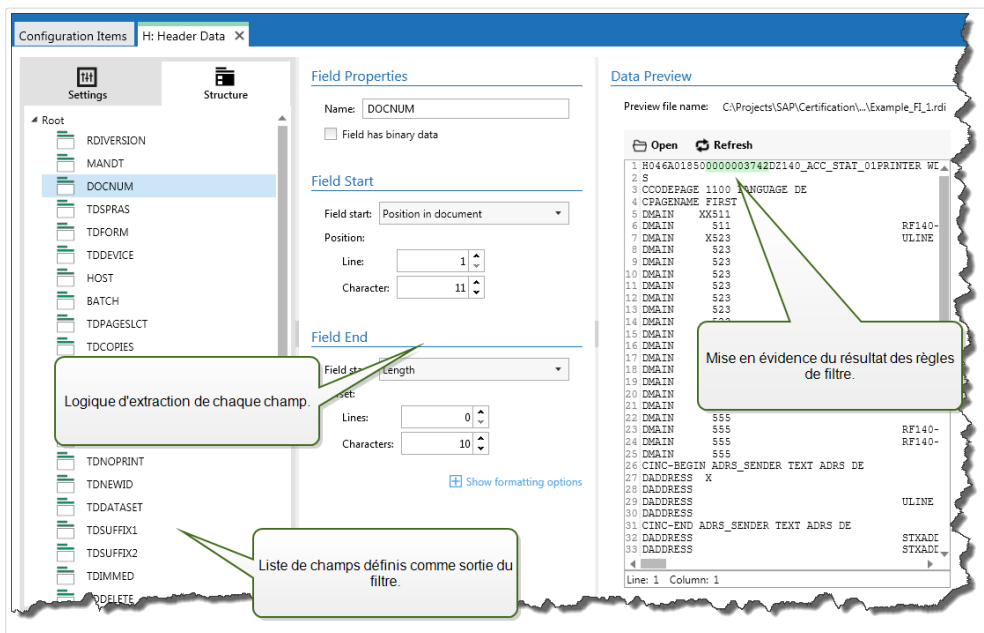 Configuration Items
H: Header Data
Settings
Structure
Root
RDIVERSION
MANDT
DOCNUM
TDSPRAS
TDFORM
TDDEVICE
HOST
BATCH
TDPAGESLCT
TDCOPIES
TDNOPRINT
TDNEWID
TDDATASET
TDSUFFIX1
TDSUFFIX2
TDIMMED
Field Properties
Name: DOCNUM
Field has binary data
Field Start
Field start: Position in document
Position:
Line: 1
Character: 11
Field End
Length
Lines: 0
Characters: 10
Show formatting options
Logique d'extraction de chaque champ.
Liste de champs définis comme sortie du
filtre.
Data Preview
Preview file name: C:\Projects\SAP\Certification\...\Example_FI_1.rdi
Open Refresh
1 H046A018500000003742DZ140_ACC_STAT_01PRINTER WI
2 S
3 CCODEPAGE 1100 LANGUAGE DE
4 CPAGENAME FIRST
5 DMAIN XX511
6 DMAIN 511 RF140-
7 DMAIN X523 ULINE
8 DMAIN 523
9 DMAIN 523
10 DMAIN 523
11 DMAIN 523
12 DMAIN 523
13 DMAIN 523
14 DMAIN
15 DMAIN
16 DMAIN
17 DMAIN
18 DMAIN
19 DMAIN
20 DMAIN
21 DMAIN
22 DMAIN 555
23 DMAIN 555 RF140-
24 DMAIN 555 RF140-
25 DMAIN 555
26 CINC-BEGIN ADRS_SENDER TEXT ADRS DE
27 DADDRESS X
28 DADDRESS
29 DADDRESS ULINE
30 DADDRESS
31 CINC-END ADRS_SENDER TEXT ADRS DE
32 DADDRESS STXADI
33 DADDRESS STXADI
Mise en évidence du résultat des règles
de filtre.
Line: 1 Column: 1